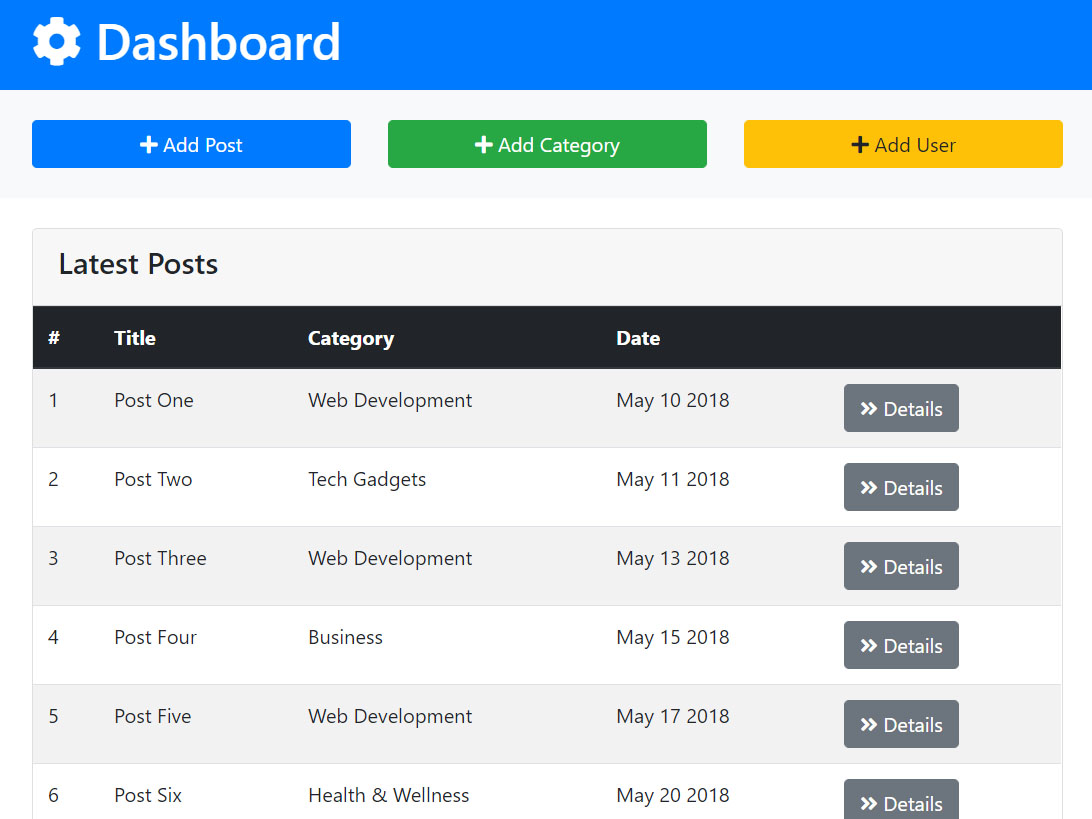 Dashboard
Add Post Add Category Add User
Latest Posts
# Title Category Date
1 Post One Web Development May 10 2018 Details
2 Post Two Tech Gadgets May 11 2018 Details
3 Post Three Web Development May 13 2018 Details
4 Post Four Business May 15 2018 Details
5 Post Five Web Development May 17 2018 Details
6 Post Six Health & Wellness May 20 2018 Details